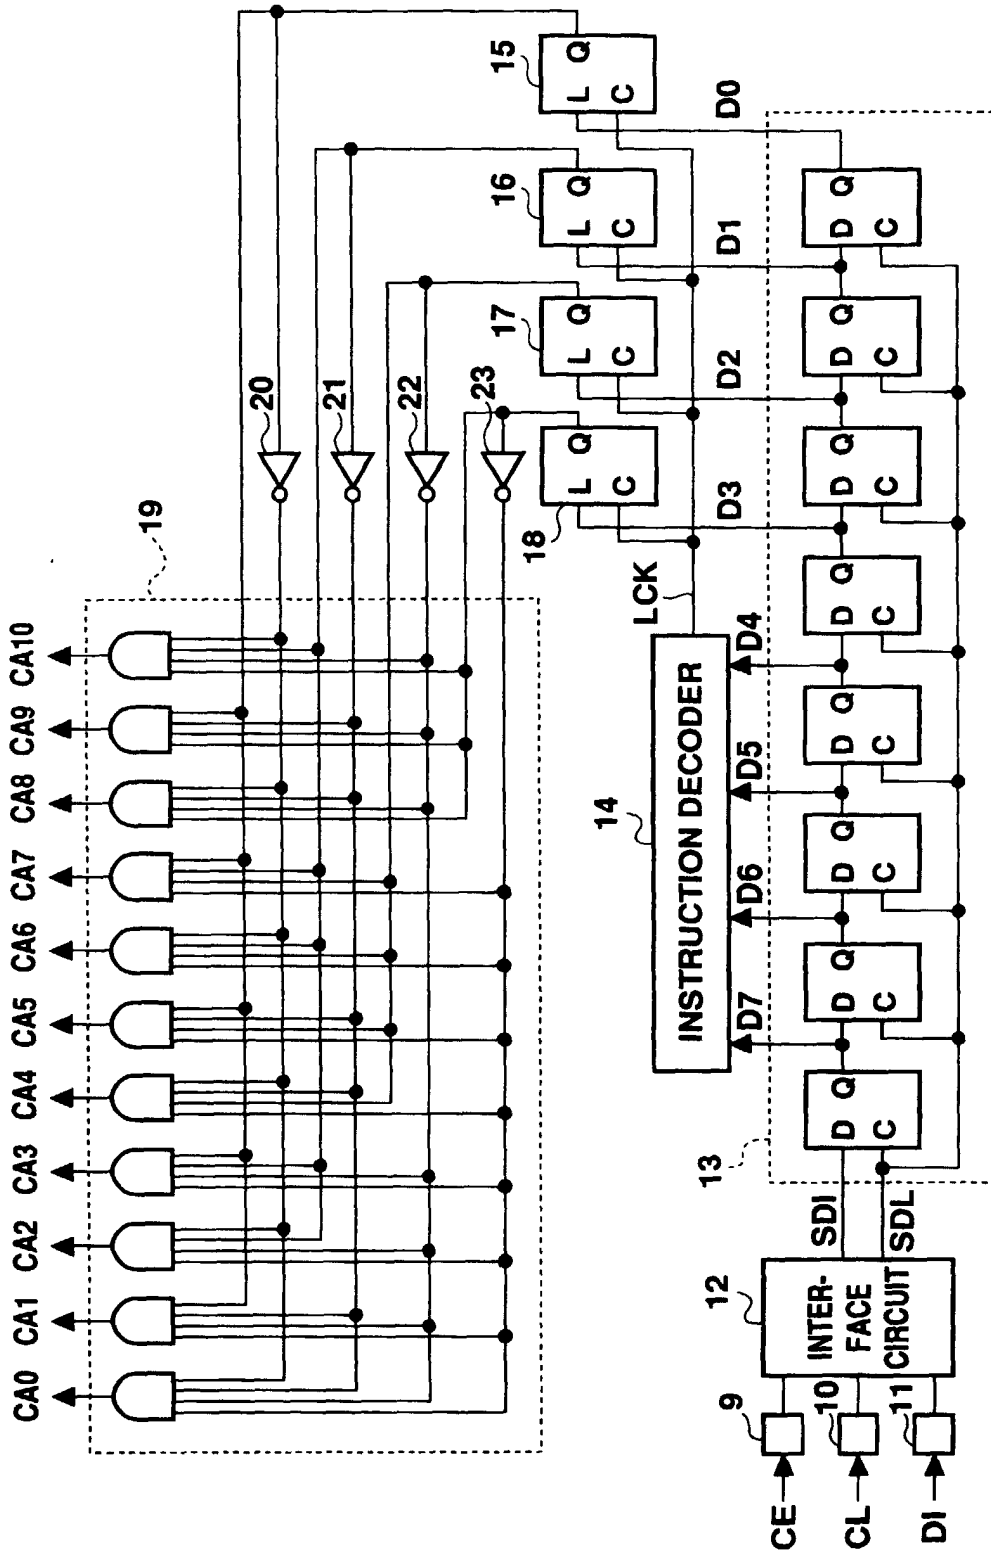 CA0 CA1 CA2 CA3 CA4 CA5 CA6 CA7 CA8 CA9 CA10
19
20
21
22
23
15
L Q
C
16
L Q
C
17
L Q
C
18
L Q
C
D3 D2 D1 D0
LCK
14
INSTRUCTION DECODER
D7 D6 D5 D4
13
D Q
C
D Q
C
D Q
C
D Q
C
D Q
C
D Q
C
D Q
C
D Q
C
SDI
SDL
12
INTER-
FACE
CIRCUIT
9
10
11
CE
CL
DI